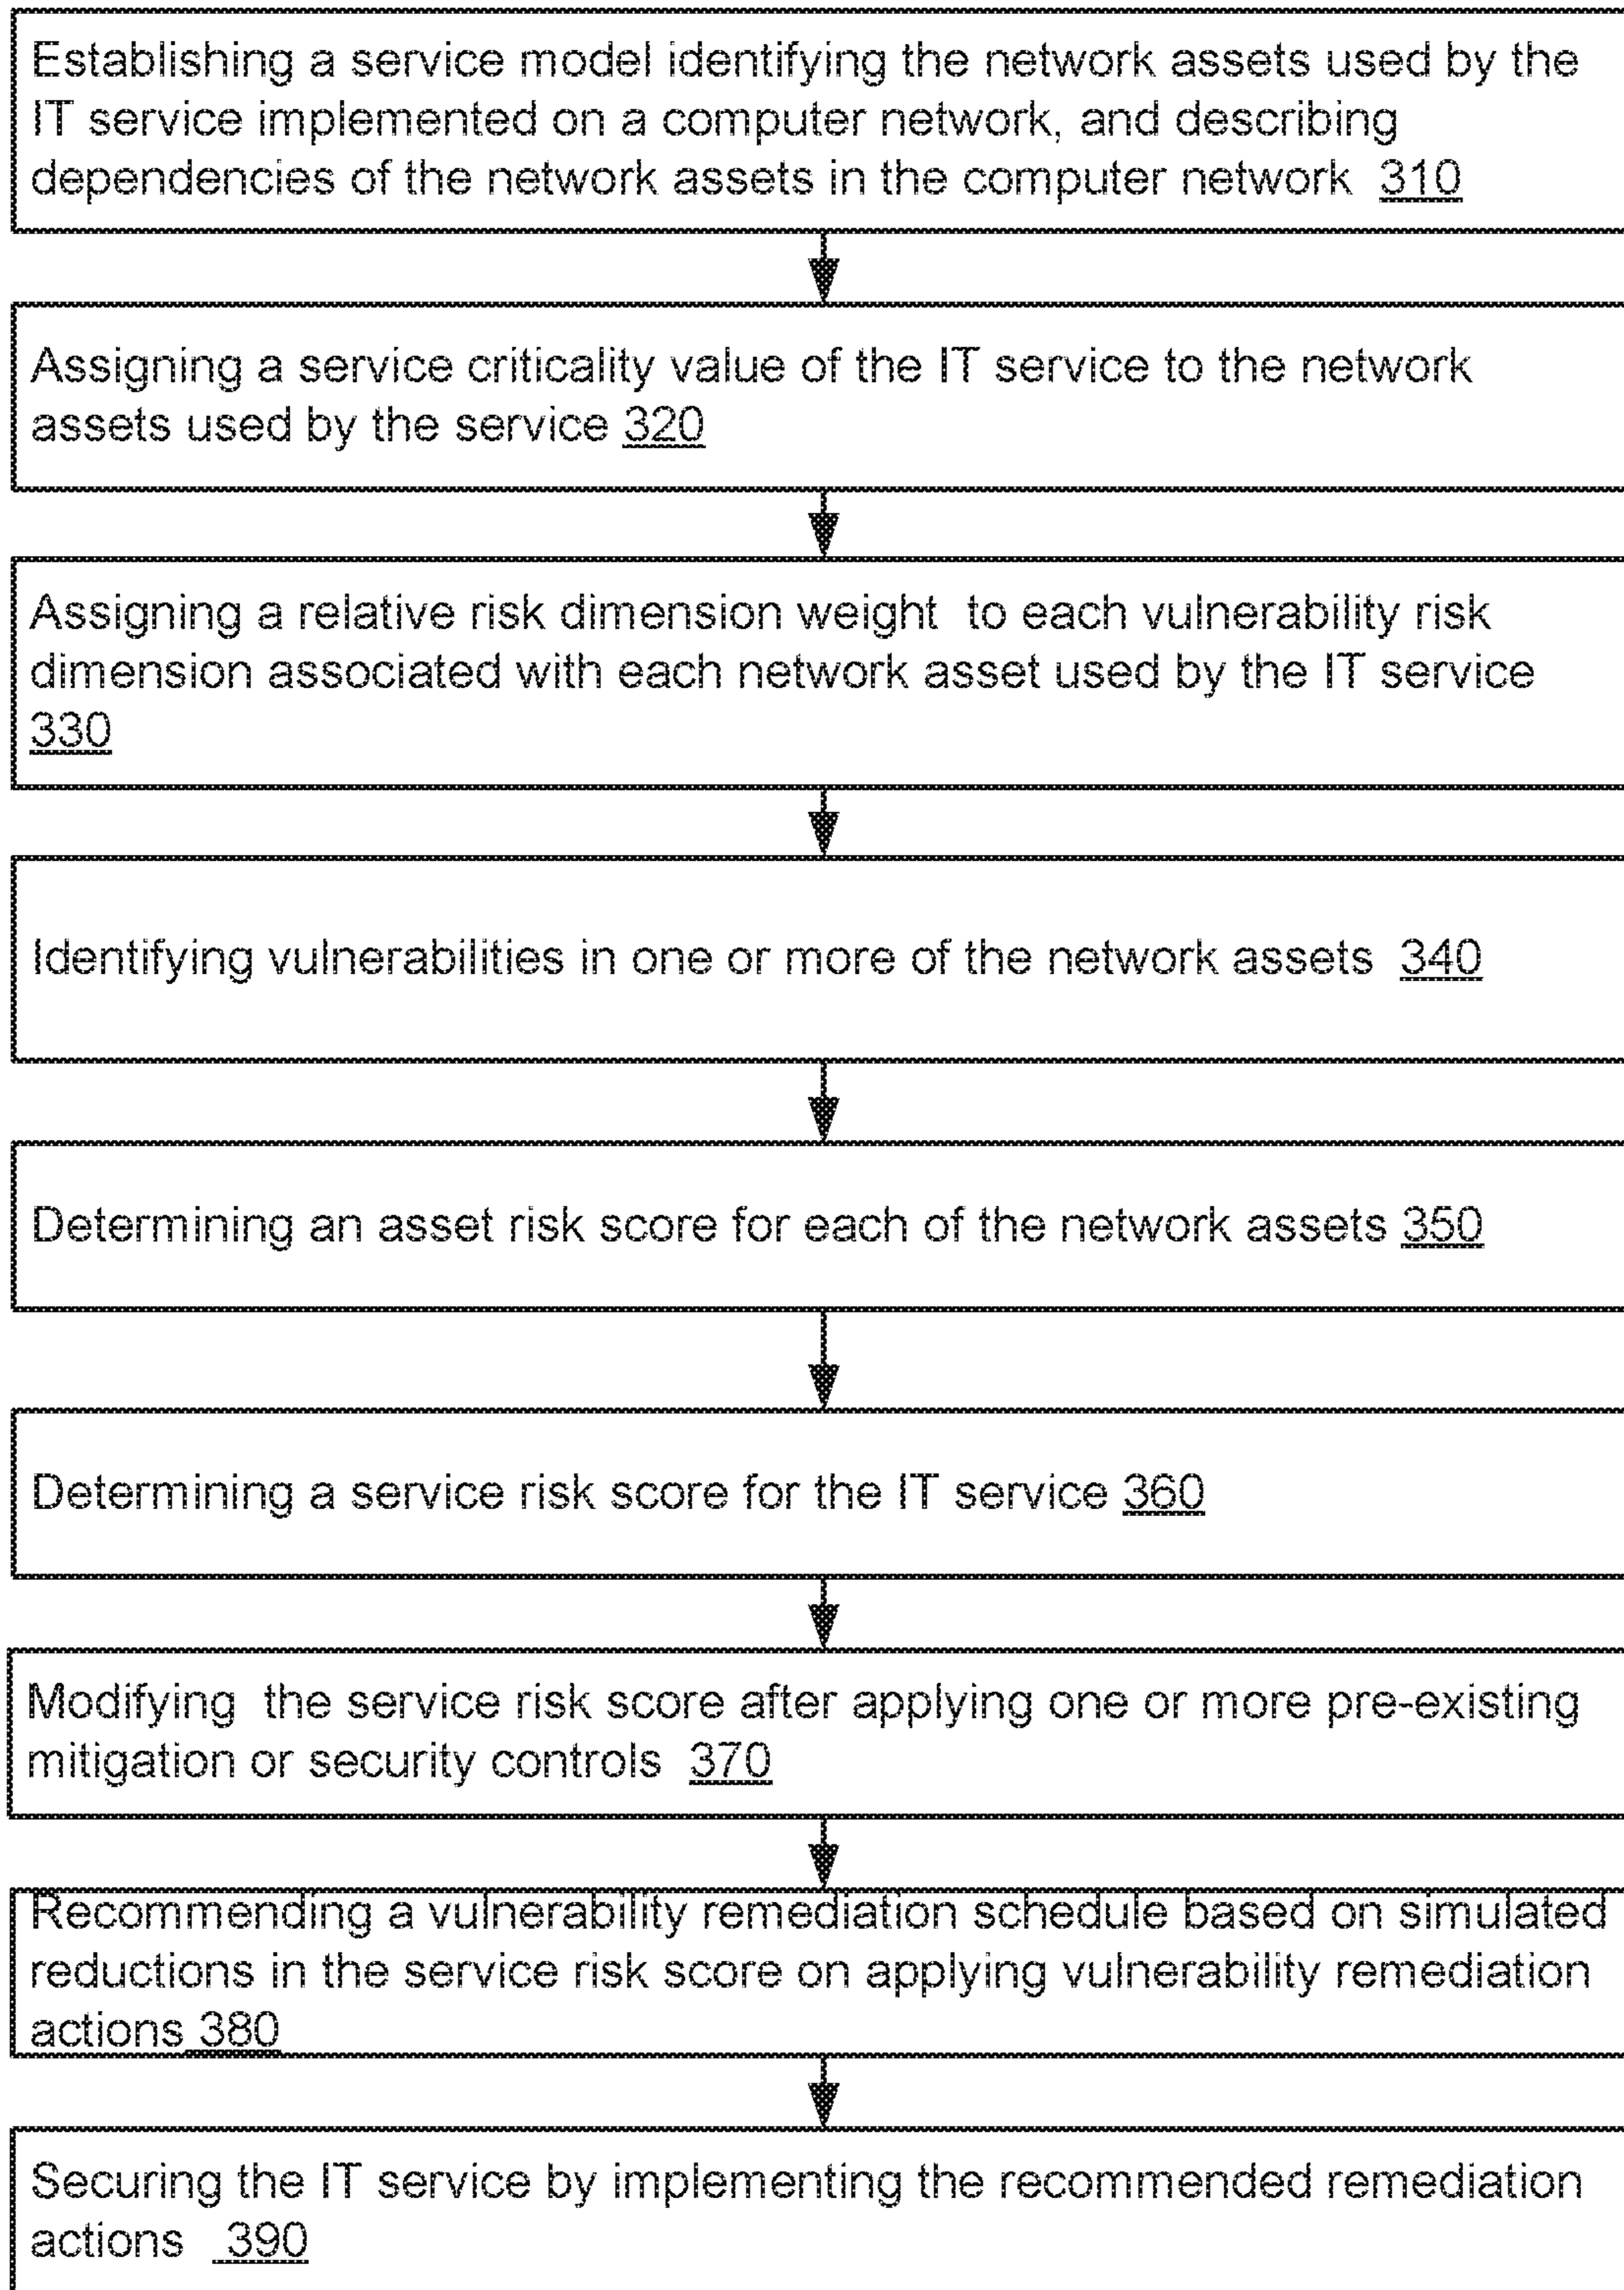 Establishing a service model identifying the network assets used by the
IT service implemented on a computer network, and describing
dependencies of the network assets in the computer network 310
Assigning a service criticality value of the IT service to the network
assets used by the service 320
Assigning a relative risk dimension weight to each vulnerability risk
dimension associated with each network asset used by the IT service
330
Identifying vulnerabilities in one or more of the network assets 340
Determining an asset risk score for each of the network assets 350
Determining a service risk score for the IT service 360
Modifying the service risk score after applying one or more pre-existing
mitigation or security controls 370
Recommending a vulnerability remediation schedule based on simulated
reductions in the service risk score on applying vulnerability remediation
actions 380
Securing the IT service by implementing the recommended remediation
actions 390